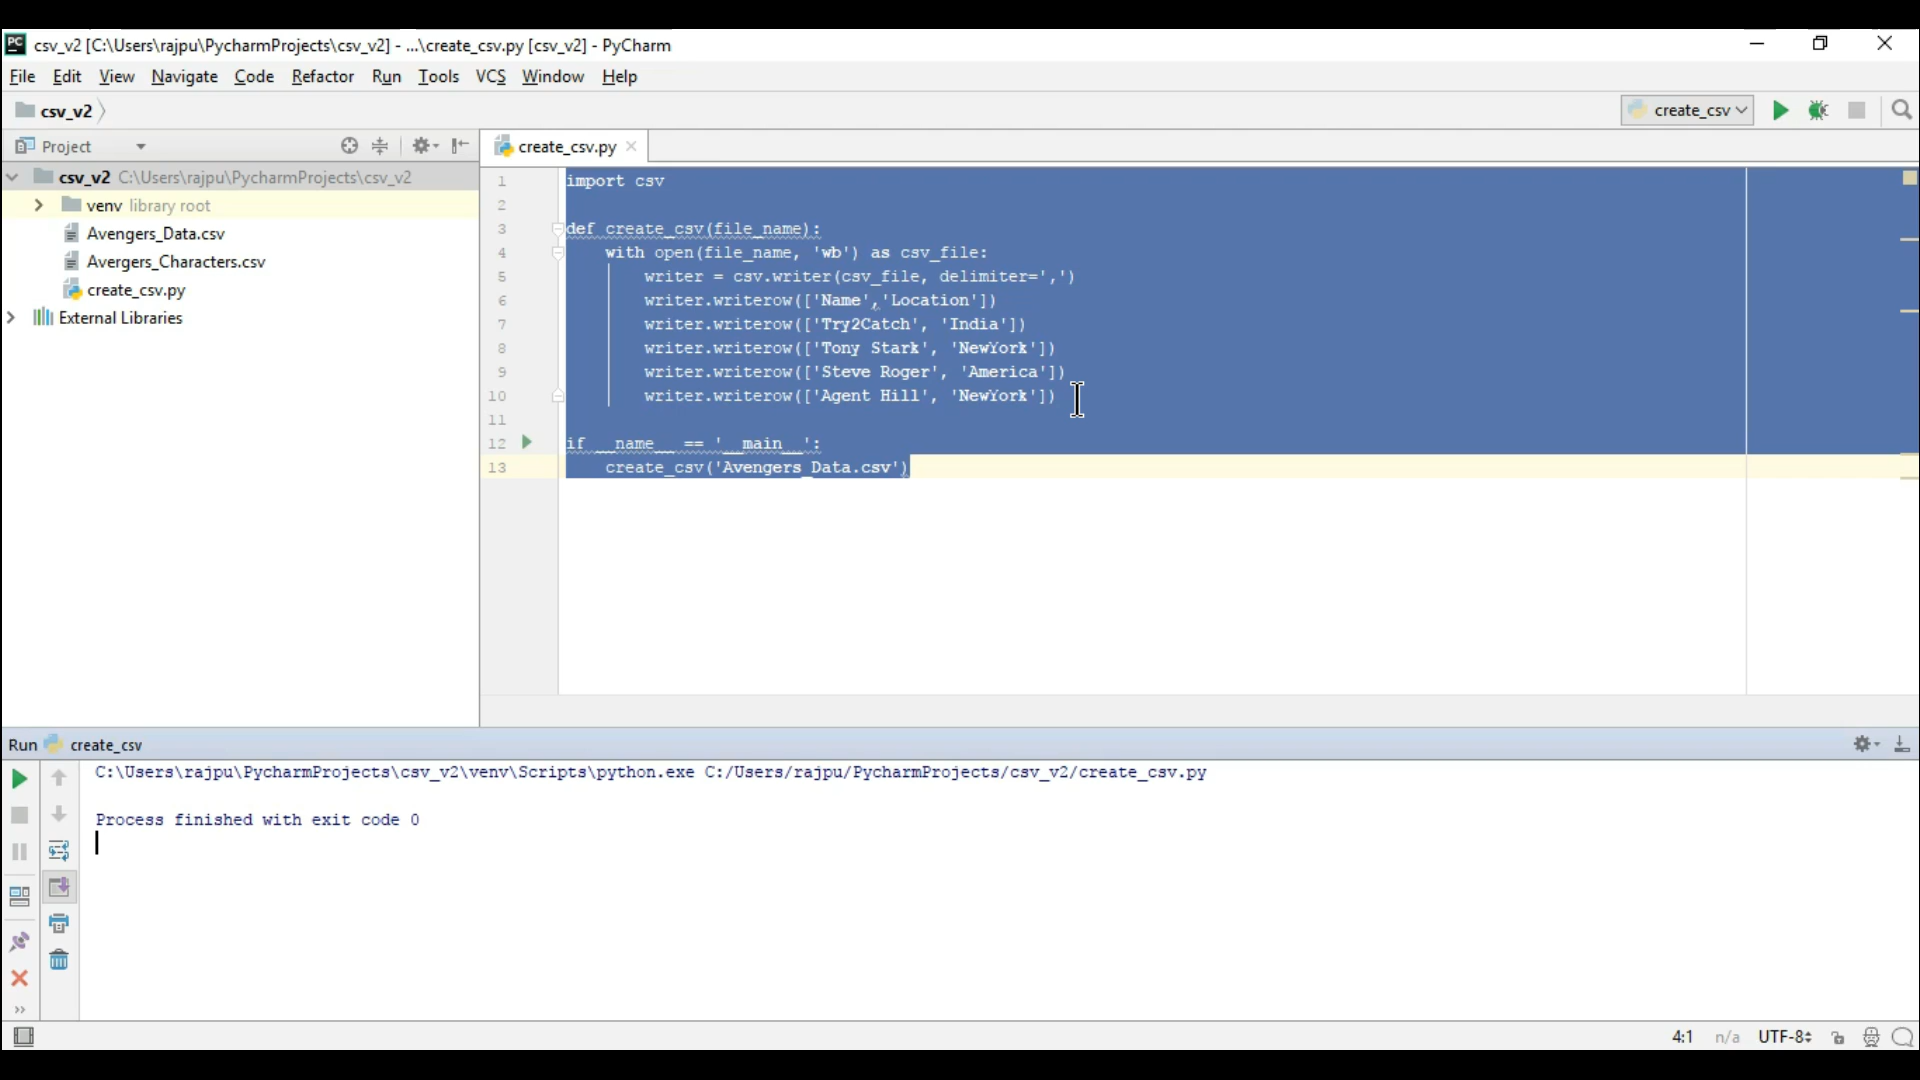 PC csv_v2 [C:\Users\rajpu\PycharmProjects\csv_v2] - ...\create_csv.py [csv_v2] - PyCharm
File Edit View Navigate Code Refactor Run Tools VCS Window Help
csv_v2 create_csv
Project create_csv.py
csv_v2 C:\Users\rajpu\PycharmProjects\csv_v2
venv library root
Avengers_Data.csv
Avergers_Characters.csv
create_csv.py
External Libraries
1 import csv
2
3 def create_csv(file_name):
4 with open(file_name, 'wb') as csv_file:
5 writer = csv.writer(csv_file, delimiter=',')
6 writer.writerow(['Name','Location'])
7 writer.writerow(['Try2Catch', 'India'])
8 writer.writerow(['Tony Stark', 'NewYork'])
9 writer.writerow(['Steve Roger', 'America'])
10 writer.writerow(['Agent Hill', 'NewYork'])
11
12 if __name__ == '__main__':
13 create_csv('Avengers_Data.csv')
Run create_csv
C:\Users\rajpu\PycharmProjects\csv_v2\venv\Scripts\python.exe C:/Users/rajpu/PycharmProjects/csv_v2/create_csv.py
Process finished with exit code 0
4:1 n/a UTF-8